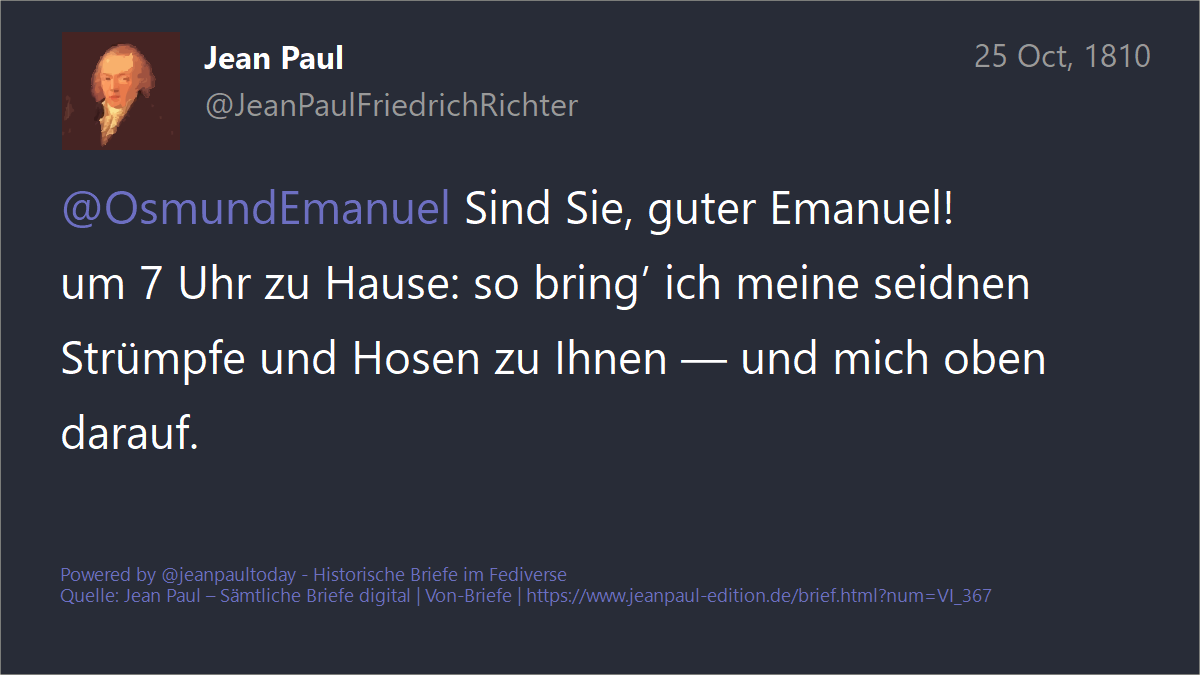 Jean Paul
25 Oct, 1810
@JeanPaulFriedrichRichter
@OsmundEmanuel Sind Sie, guter Emanuel!
um 7 Uhr zu Hause: so bring’ ich meine seidnen
Strümpfe und Hosen zu Ihnen — und mich oben
darauf.
Powered by @jeanpaultoday - Historische Briefe im Fediverse
Quelle: Jean Paul – Sämtliche Briefe digital | Von-Briefe | https://www.jeanpaul-edition.de/brief.html?num=VI_367